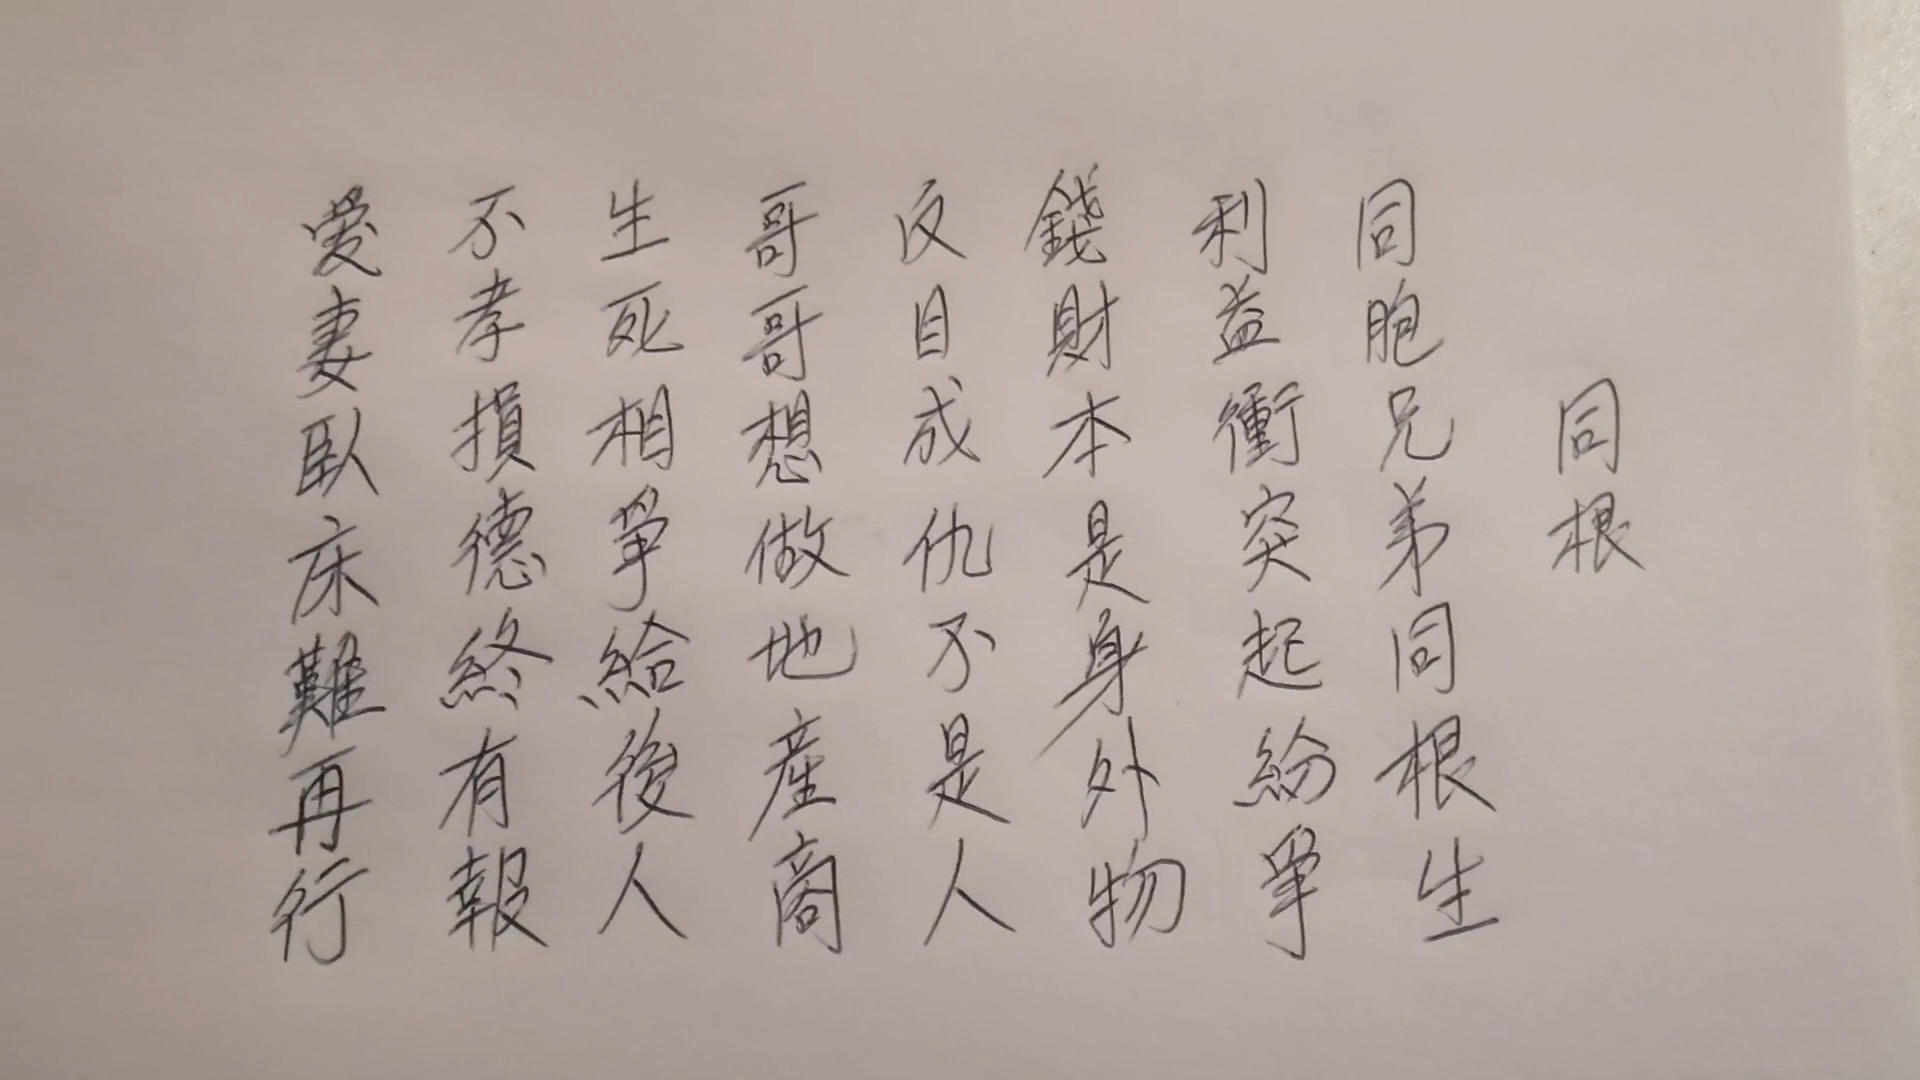 同根
同胞兄弟同根生
利益衝突起紛爭
錢財本是身外物
反目成仇不是人
哥哥想做地產商
生死相爭給後人
不孝損德終有報
愛妻臥床難再行